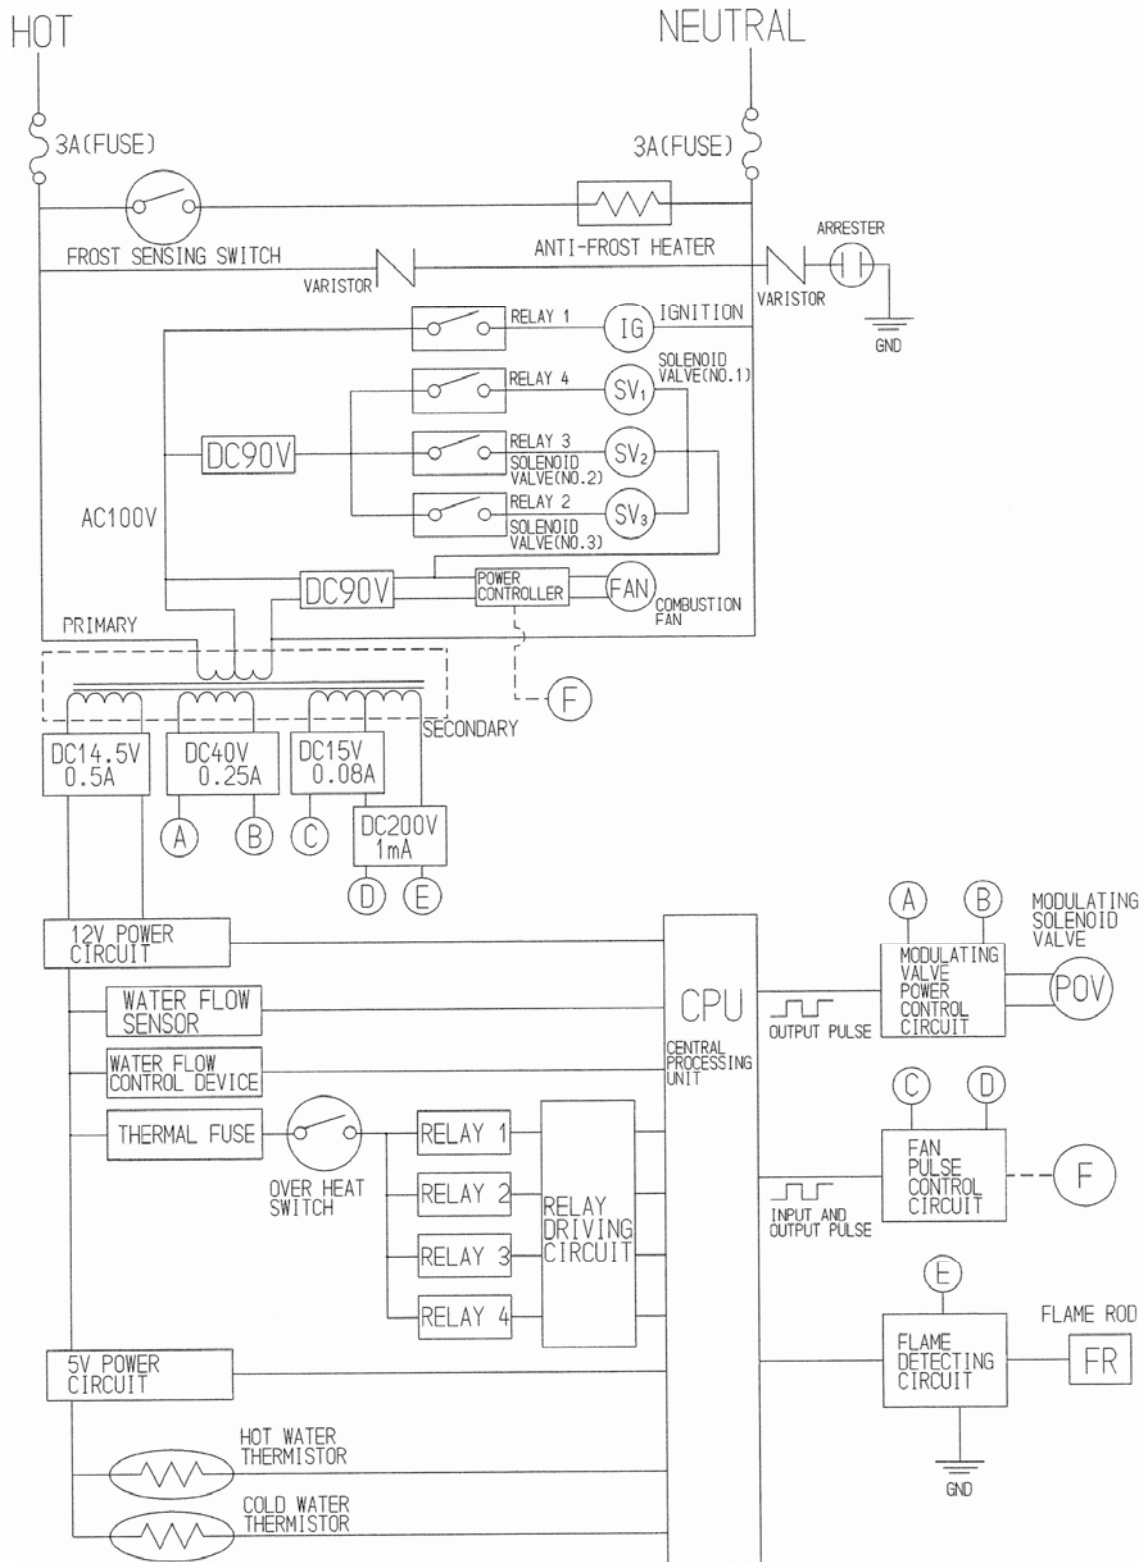 HOT
NEUTRAL
3A(FUSE)
3A(FUSE)
FROST SENSING SWITCH
ANTI-FROST HEATER
ARRESTER
VARISTOR
VARISTOR
GND
RELAY 1
IG
IGNITION
SOLENOID
VALVE(NO.1)
RELAY 4
SV1
DC90V
RELAY 3
SOLENOID
VALVE(NO.2)
SV2
RELAY 2
SOLENOID
VALVE(NO.3)
SV3
AC100V
DC90V
POWER
CONTROLLER
FAN
COMBUSTION
FAN
PRIMARY
F
SECONDARY
DC14.5V
0.5A
DC40V
0.25A
DC15V
0.08A
A
B
C
DC200V
1mA
D
E
12V POWER
CIRCUIT
WATER FLOW
SENSOR
WATER FLOW
CONTROL DEVICE
THERMAL FUSE
OVER HEAT
SWITCH
RELAY 1
RELAY 2
RELAY 3
RELAY 4
RELAY
DRIVING
CIRCUIT
CPU
CENTRAL
PROCESSING
UNIT
OUTPUT PULSE
A
B
MODULATING
SOLENOID
VALVE
MODULATING
VALVE
POWER
CONTROL
CIRCUIT
POV
C
D
INPUT AND
OUTPUT PULSE
FAN
PULSE
CONTROL
CIRCUIT
F
E
FLAME ROD
FLAME
DETECTING
CIRCUIT
FR
GND
5V POWER
CIRCUIT
HOT WATER
THERMISTOR
COLD WATER
THERMISTOR